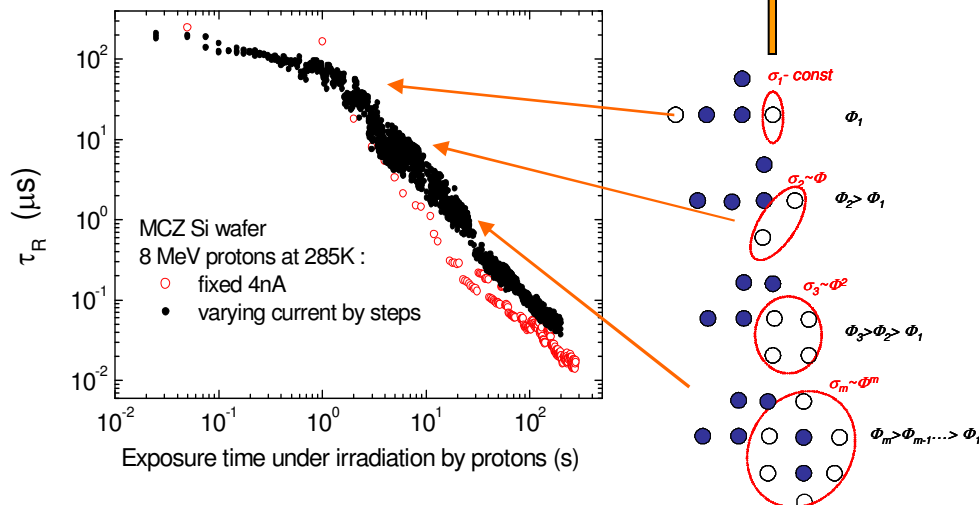 τR (μs)
10²
10¹
10⁰
10⁻¹
10⁻²
MCZ Si wafer
8 MeV protons at 285K :
fixed 4nA
varying current by steps
10⁻²
10⁻¹
10⁰
10¹
10²
Exposure time under irradiation by protons (s)
σ₁- const
Φ₁
σ₂~Φ
Φ₂> Φ₁
σ₃~Φ²
Φ₃>Φ₂> Φ₁
σm~Φᵐ
Φm>Φm-1....> Φ₁